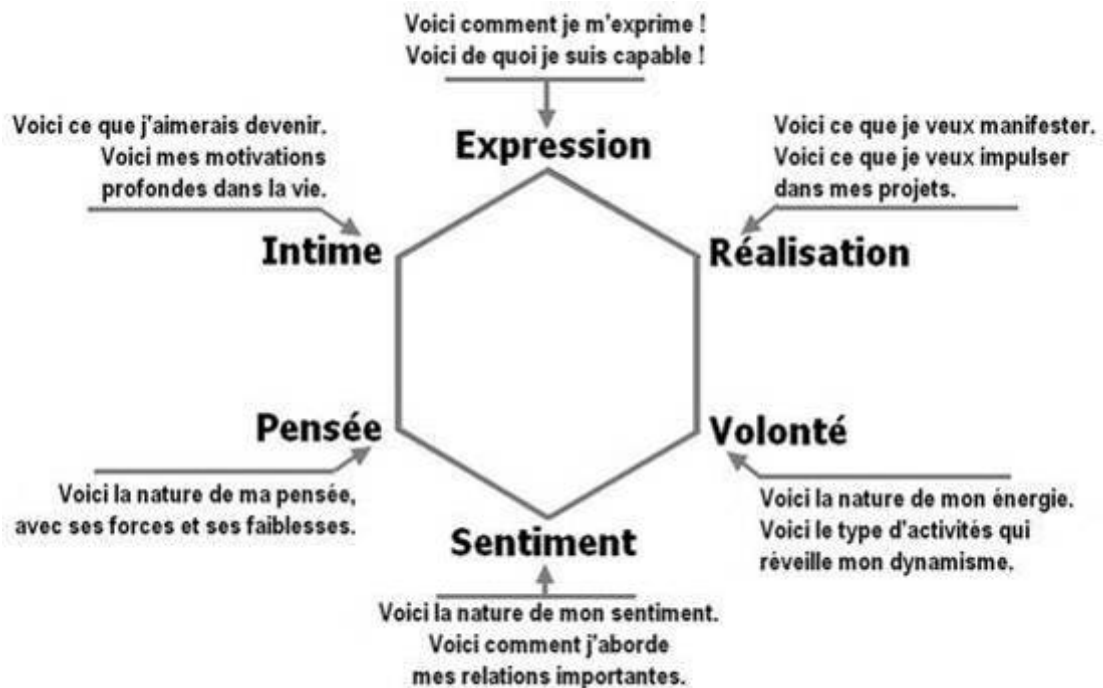 Voici comment je m'exprime !
Voici de quoi je suis capable !
Expression
Voici ce que j'aimerais devenir.
Voici mes motivations
profondes dans la vie.
Intime
Voici ce que je veux manifester.
Voici ce que je veux impulser
dans mes projets.
Réalisation
Pensée
Voici la nature de ma pensée,
avec ses forces et ses faiblesses.
Volonté
Voici la nature de mon énergie.
Voici le type d'activités qui
réveille mon dynamisme.
Sentiment
Voici la nature de mon sentiment.
Voici comment j'aborde
mes relations importantes.